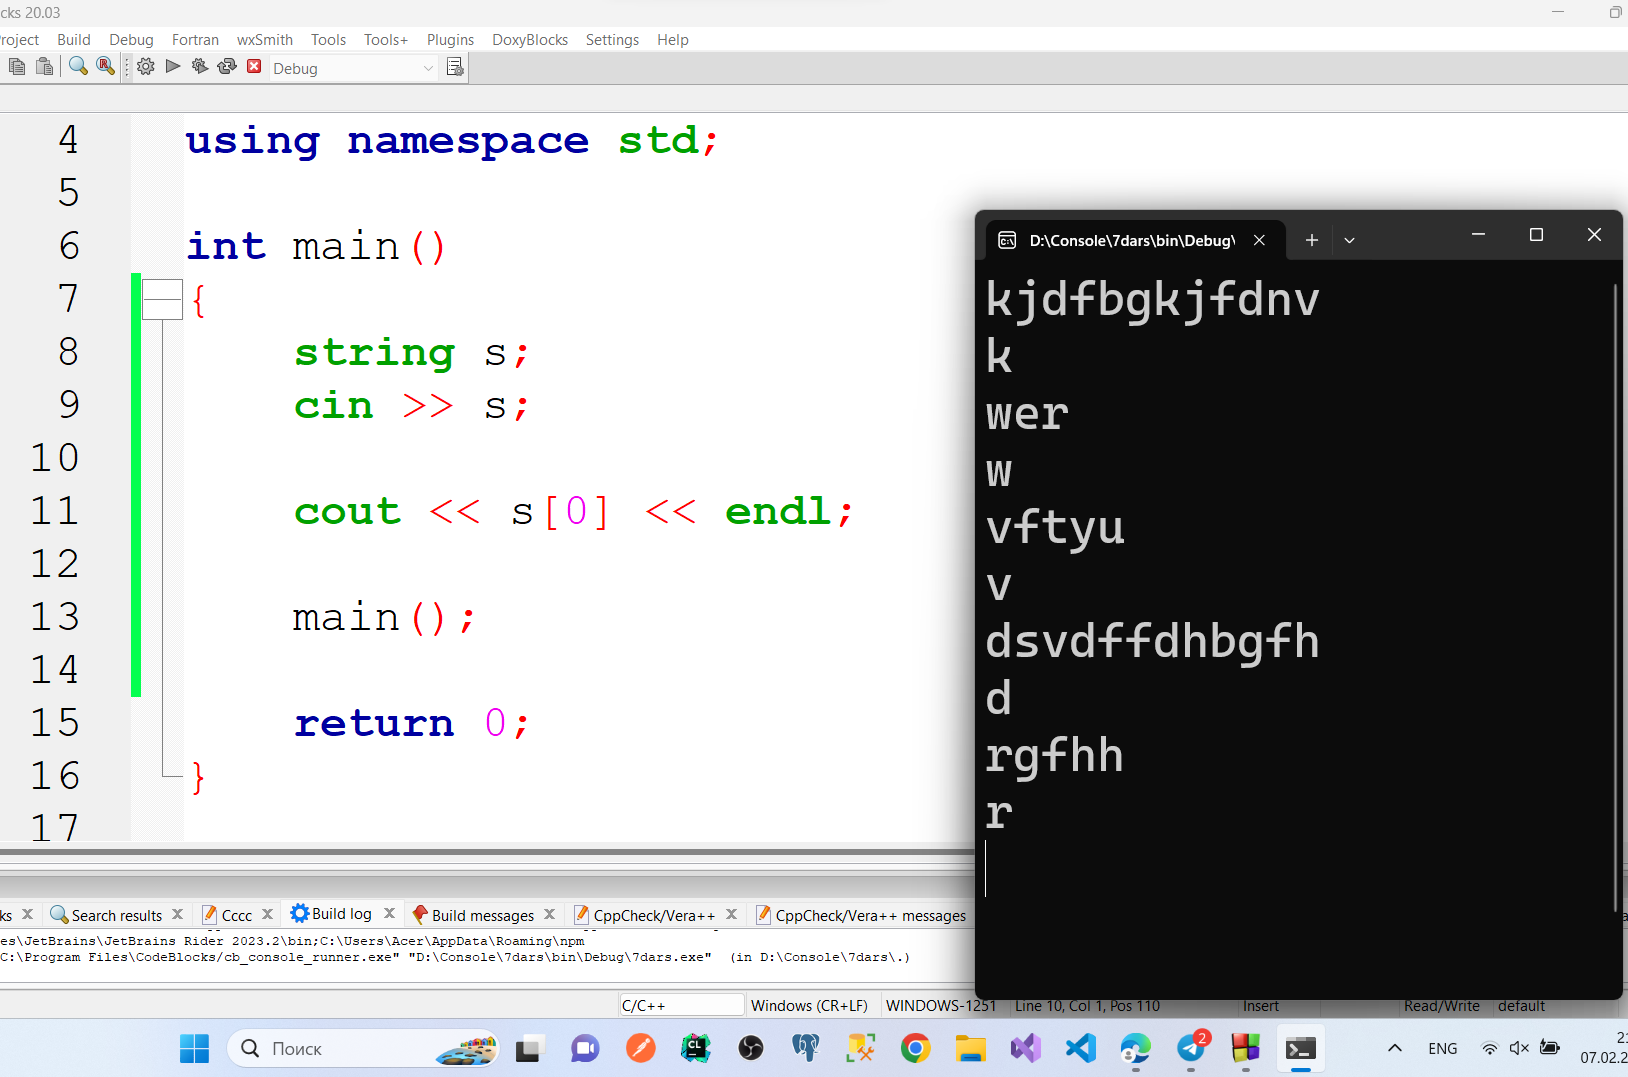 cks 20.03
roject Build Debug Fortran wxSmith Tools Tools+ Plugins DoxyBlocks Settings Help
Debug
4 using namespace std;
5
6 int main()
7 {
8 string s;
9 cin >> s;
10
11 cout << s[0] << endl;
12
13 main();
14
15 return 0;
16 }
17
D:\Console\7dars\bin\Debug\
kjdfbgkjfdnv
k
wer
w
vftyu
v
dsvdffdhbgfh
d
rgfhh
r
ks Search results Cccc Build log Build messages CppCheck/Vera++ CppCheck/Vera++ messages
es\JetBrains\JetBrains Rider 2023.2\bin;C:\Users\Acer\AppData\Roaming\npm
C:\Program Files\CodeBlocks/cb_console_runner.exe" "D:\Console\7dars\bin\Debug\7dars.exe" (in D:\Console\7dars\.)
C/C++ Windows (CR+LF) WINDOWS-1251 Line 10, Col 1, Pos 110 Insert Read/Write default
Поиск
2
ENG
07.02.2